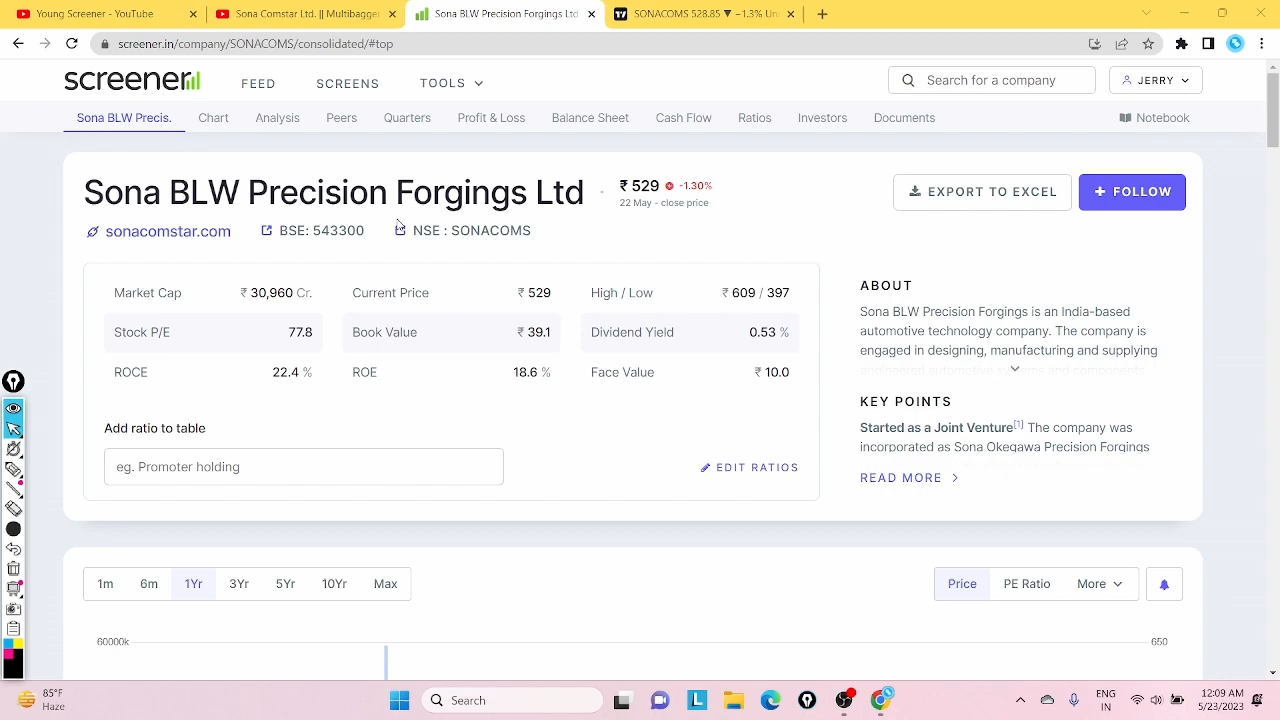 Young Screener - YouTube
Sona Comstar Ltd. || Multibagger
Sona BLW Precision Forgings Ltd
SONACOMS 528.85 ▼ −1.3% Un
screener.in/company/SONACOMS/consolidated/#top
screener
FEED
SCREENS
TOOLS
Search for a company
JERRY
Sona BLW Precis.
Chart
Analysis
Peers
Quarters
Profit & Loss
Balance Sheet
Cash Flow
Ratios
Investors
Documents
Notebook
Sona BLW Precision Forgings Ltd
₹ 529 -1.30%
22 May - close price
EXPORT TO EXCEL
+ FOLLOW
sonacomstar.com
BSE: 543300
NSE : SONACOMS
Market Cap ₹ 30,960 Cr.
Current Price ₹ 529
High / Low ₹ 609 / 397
Stock P/E 77.8
Book Value ₹ 39.1
Dividend Yield 0.53 %
ROCE 22.4 %
ROE 18.6 %
Face Value ₹ 10.0
Add ratio to table
eg. Promoter holding
EDIT RATIOS
ABOUT
Sona BLW Precision Forgings is an India-based
automotive technology company. The company is
engaged in designing, manufacturing and supplying
engineered automotive systems and components
KEY POINTS
Started as a Joint Venture[1] The company was
incorporated as Sona Okegawa Precision Forgings
READ MORE
1m
6m
1Yr
3Yr
5Yr
10Yr
Max
Price
PE Ratio
More
60000k
650
85°F
Haze
Search
ENG
IN
12:09 AM
5/23/2023